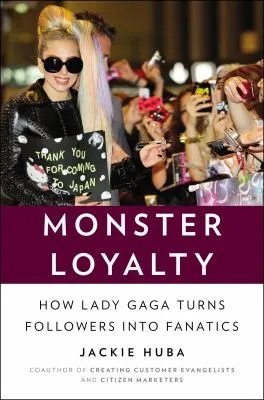 THANK YOU
FOR COMING
TO JAPAN
MONSTER
LOYALTY
HOW LADY GAGA TURNS
FOLLOWERS INTO FANATICS
JACKIE HUBA
COAUTHOR OF CREATING CUSTOMER EVANGELISTS
AND CITIZEN MARKETERS